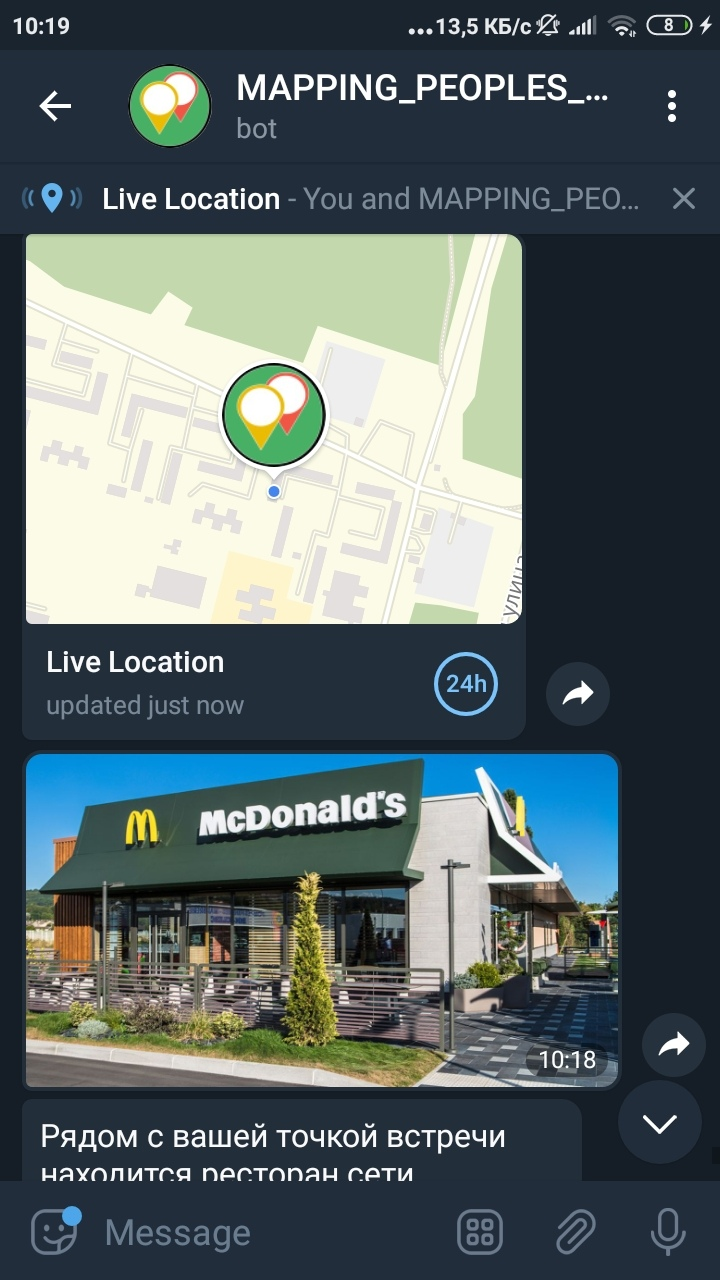 10:19
...13,5 КБ/с
8
MAPPING_PEOPLES_...
bot
Live Location - You and MAPPING_PEO...
улица
Live Location
updated just now
24h
McDonald's
10:18
Рядом с вашей точкой встречи
находится ресторан сети
Message